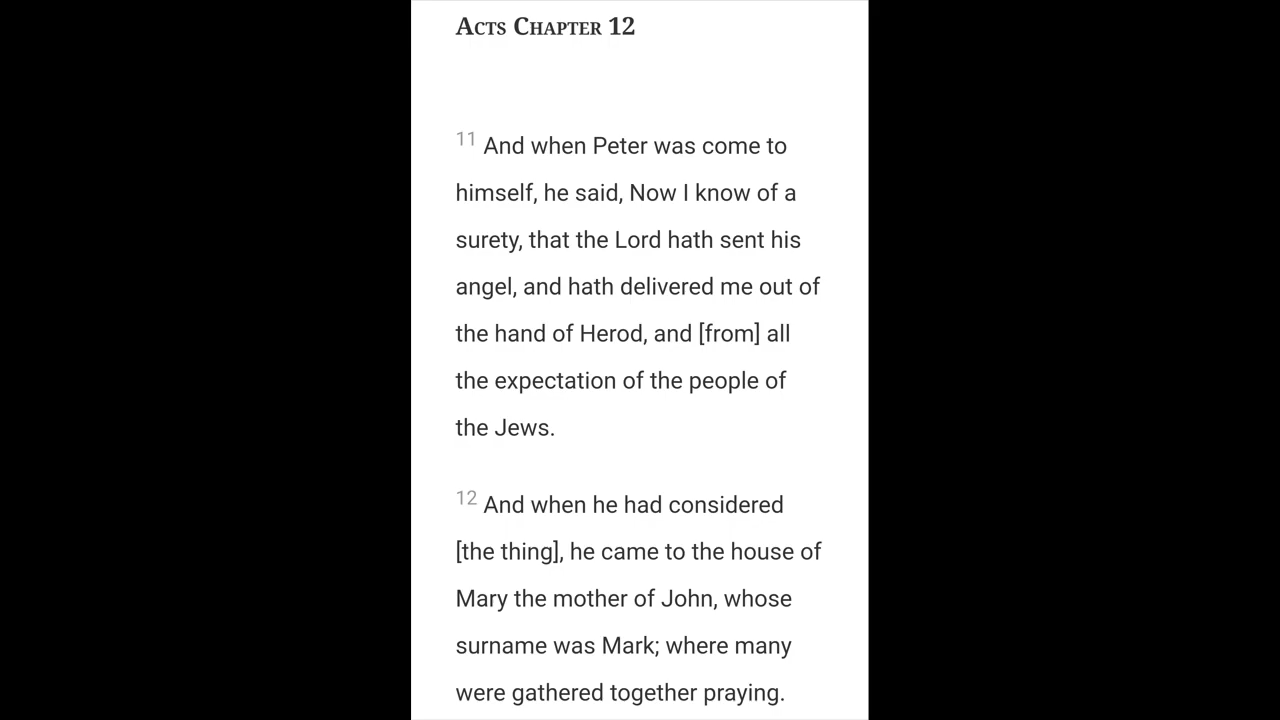 Acts Chapter 12
11 And when Peter was come to
himself, he said, Now I know of a
surety, that the Lord hath sent his
angel, and hath delivered me out of
the hand of Herod, and [from] all
the expectation of the people of
the Jews.
12 And when he had considered
[the thing], he came to the house of
Mary the mother of John, whose
surname was Mark; where many
were gathered together praying.